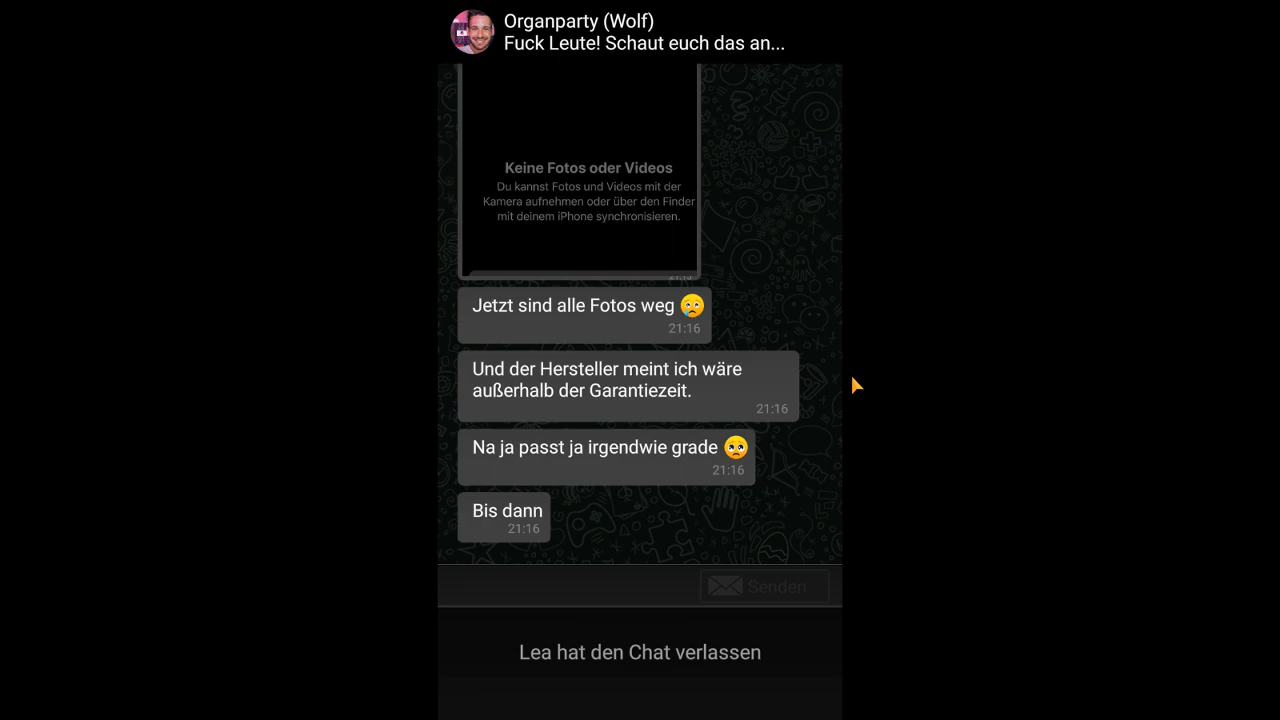 Organparty (Wolf)
Fuck Leute! Schaut euch das an...
Keine Fotos oder Videos
Du kannst Fotos und Videos mit der
Kamera aufnehmen oder über den Finder
mit deinem iPhone synchronisieren.
Jetzt sind alle Fotos weg 😢
21:16
Und der Hersteller meint ich wäre
außerhalb der Garantiezeit.
21:16
Na ja passt ja irgendwie grade 🥺
21:16
Bis dann
21:16
Senden
Lea hat den Chat verlassen